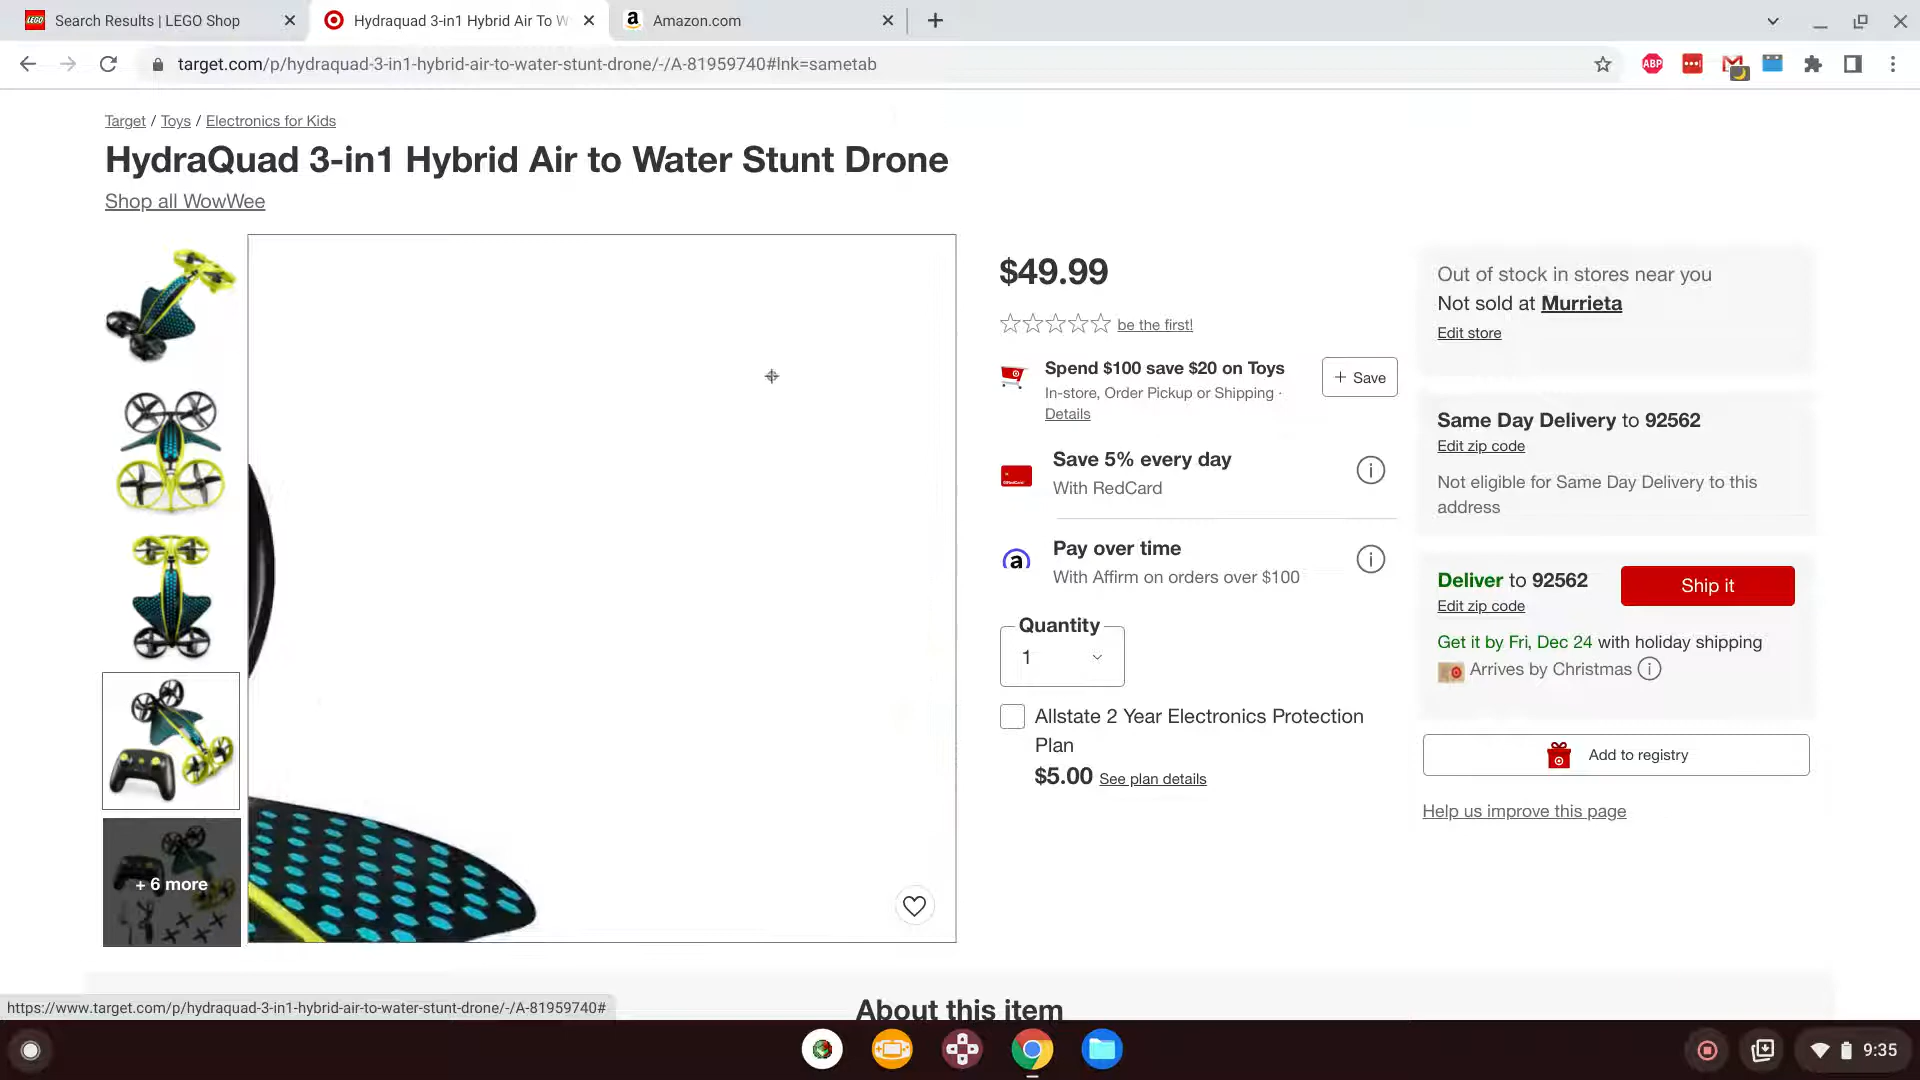 Search Results | LEGO Shop
Hydraquad 3-in1 Hybrid Air To W
Amazon.com
target.com/p/hydraquad-3-in1-hybrid-air-to-water-stunt-drone/-/A-81959740#lnk=sametab
ABP
Target / Toys / Electronics for Kids
HydraQuad 3-in1 Hybrid Air to Water Stunt Drone
Shop all WowWee
+ 6 more
$49.99
be the first!
Spend $100 save $20 on Toys
In-store, Order Pickup or Shipping ·
Details
+ Save
Save 5% every day
With RedCard
Pay over time
With Affirm on orders over $100
Quantity
1
Allstate 2 Year Electronics Protection
Plan
$5.00 See plan details
Out of stock in stores near you
Not sold at Murrieta
Edit store
Same Day Delivery to 92562
Edit zip code
Not eligible for Same Day Delivery to this
address
Deliver to 92562
Edit zip code
Ship it
Get it by Fri, Dec 24 with holiday shipping
Arrives by Christmas
Add to registry
Help us improve this page
About this item
https://www.target.com/p/hydraquad-3-in1-hybrid-air-to-water-stunt-drone/-/A-81959740#
9:35